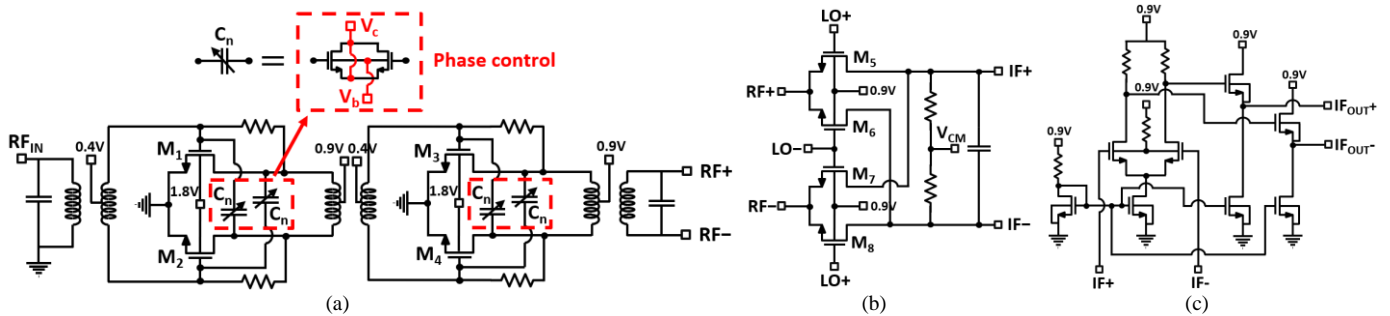 Cn
=
Vc
Vb
Phase control
RFIN
0.4V
M1
1.8V
Cn
Cn
M2
0.9V
0.4V
M3
1.8V
Cn
Cn
M4
0.9V
RF+
RF−
(a)
LO+
M5
RF+
0.9V
M6
LO−
M7
RF−
0.9V
M8
LO+
IF+
VCM
IF−
(b)
0.9V
0.9V
0.9V
0.9V
0.9V
IFOUT+
IFOUT-
IF+
IF-
(c)